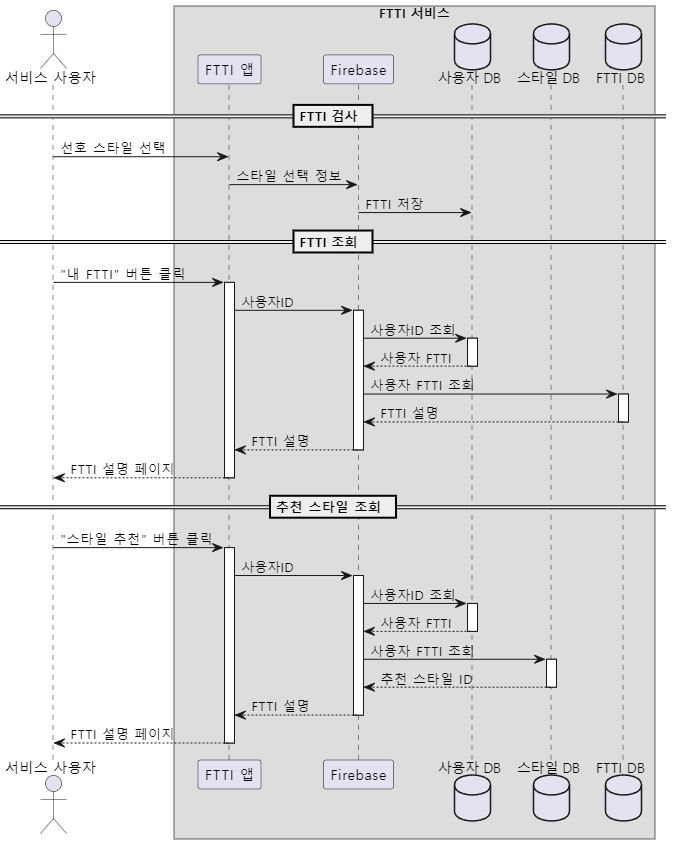 FTTI 서비스
서비스 사용자
FTTI 앱
Firebase
사용자 DB
스타일 DB
FTTI DB
FTTI 검사
선호 스타일 선택
스타일 선택 정보
FTTI 저장
FTTI 조회
"내 FTTI" 버튼 클릭
사용자ID
사용자ID 조회
사용자 FTTI
사용자 FTTI 조회
FTTI 설명
FTTI 설명
FTTI 설명 페이지
추천 스타일 조회
"스타일 추천" 버튼 클릭
사용자ID
사용자ID 조회
사용자 FTTI
사용자 FTTI 조회
추천 스타일 ID
FTTI 설명
FTTI 설명 페이지
서비스 사용자
FTTI 앱
Firebase
사용자 DB
스타일 DB
FTTI DB